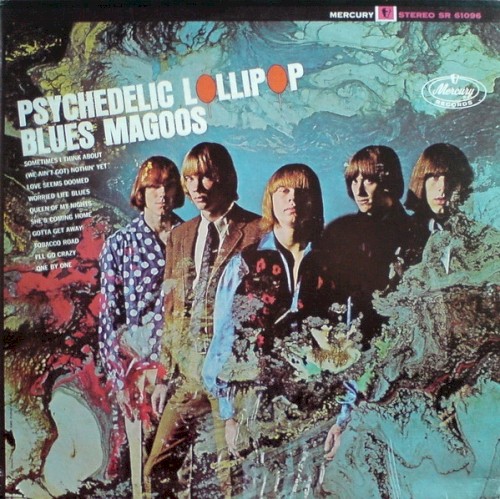 MERCURY STEREO SR 61096
Mercury
RECORDS
PSYCHEDELIC LOLLIPOP
BLUES MAGOOS
SOMETIMES I THINK ABOUT
(WE AIN'T GOT) NOTHIN' YET
LOVE SEEMS DOOMED
WORRIED LIFE BLUES
QUEEN OF MY NIGHTS
SHE'S COMING HOME
GOTTA GET AWAY
TOBACCO ROAD
I'LL GO CRAZY
ONE BY ONE